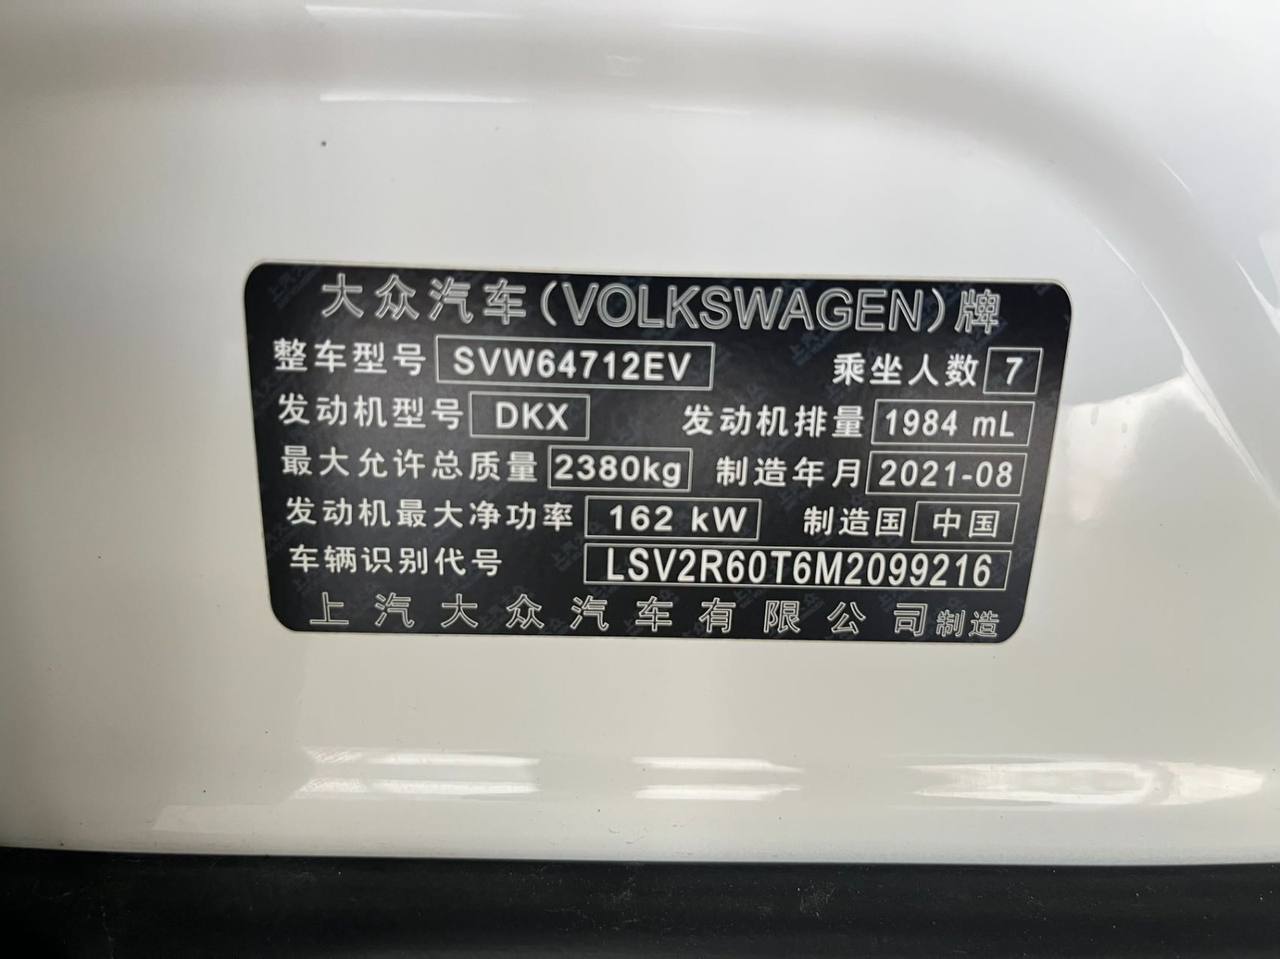 大众汽车(VOLKSWAGEN)牌
整车型号 SVW64712EV 乘坐人数 7
发动机型号 DKX 发动机排量 1984 mL
最大允许总质量 2380kg 制造年月 2021-08
发动机最大净功率 162 kW 制造国 中国
车辆识别代号 LSV2R60T6M2099216
上汽大众汽车有限公司制造